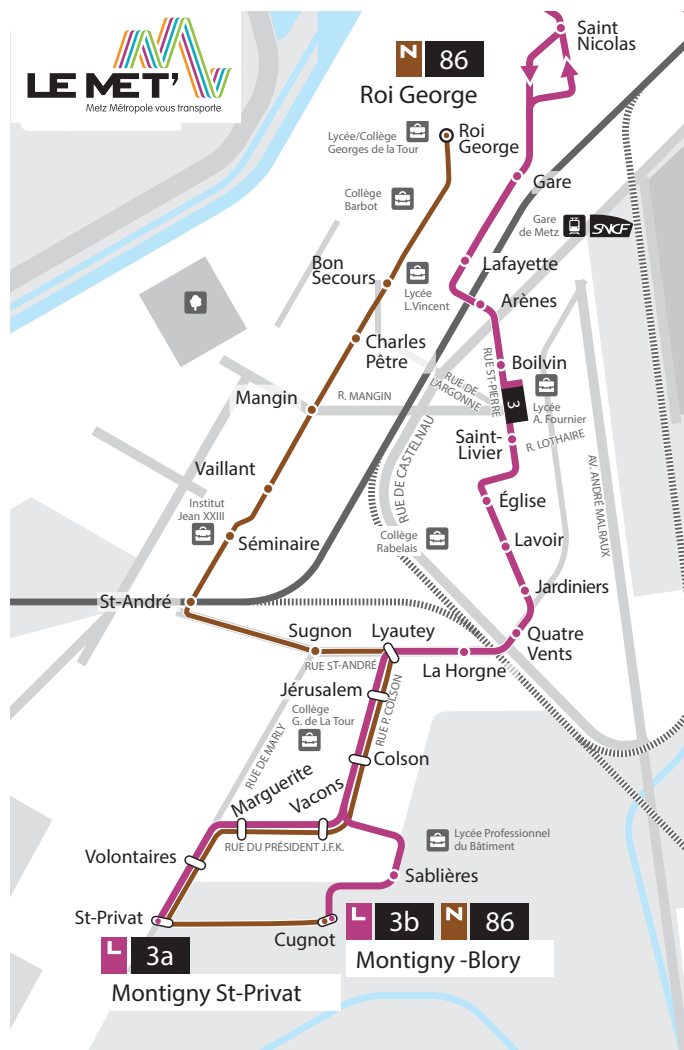 LE MET'
Metz Métropole vous transporte
N 86
Roi George
Saint
Nicolas
Lycée/Collège
Georges de la Tour
Roi
George
Gare
Collège
Barbot
Gare
de Metz
SNCF
Bon
Secours
Lafayette
Lycée
L.Vincent
Arènes
Charles
Pêtre
Boilvin
RUE ST-PIERRE
RUE DE
L'ARGONNE
Mangin
R. MANGIN
3
Lycée
A. Fournier
Saint-
Livier
R. LOTHAIRE
RUE DE CASTELNAU
AV. ANDRÉ MALRAUX
Vaillant
Institut
Jean XXIII
Église
Séminaire
Collège
Rabelais
Lavoir
Jardiniers
St-André
Sugnon
Lyautey
Quatre
Vents
RUE ST-ANDRÉ
La Horgne
Jérusalem
RUE P. COLSON
Collège
G. de La Tour
RUE DE MARLY
Colson
Marguerite
Vacons
RUE DU PRÉSIDENT J.F.K.
Lycée Professionnel
du Bâtiment
Volontaires
Sablières
St-Privat
Cugnot
L 3a
Montigny St-Privat
L 3b N 86
Montigny -Blory